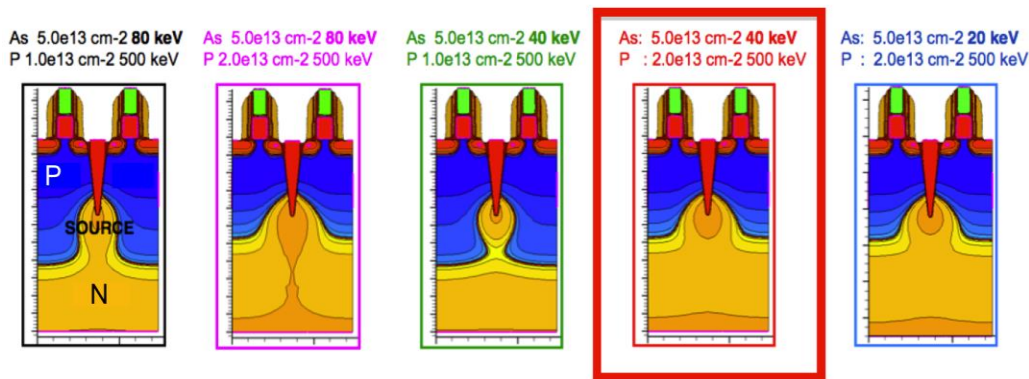 As 5.0e13 cm-2 80 keV
P 1.0e13 cm-2 500 keV
As 5.0e13 cm-2 80 keV
P 2.0e13 cm-2 500 keV
As 5.0e13 cm-2 40 keV
P 1.0e13 cm-2 500 keV
As: 5.0e13 cm-2 40 keV
P : 2.0e13 cm-2 500 keV
As: 5.0e13 cm-2 20 keV
P : 2.0e13 cm-2 500 keV
P
SOURCE
N